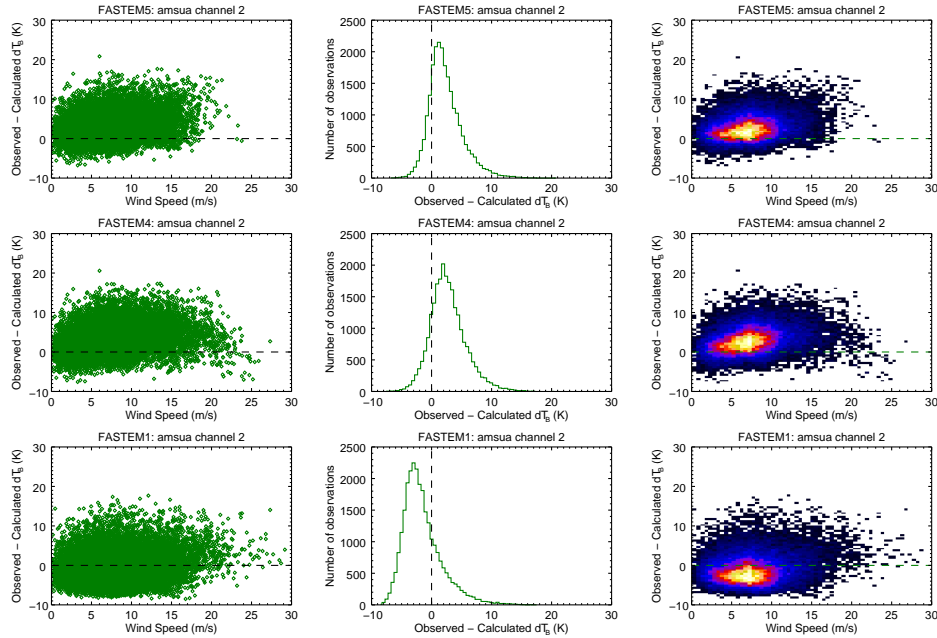 FASTEM5: amsua channel 2
FASTEM5: amsua channel 2
FASTEM5: amsua channel 2
Observed − Calculated dT_B (K)
30
20
10
0
−10
0 5 10 15 20 25 30
Wind Speed (m/s)
Number of observations
2500
2000
1500
1000
500
0
−10 0 10 20 30
Observed − Calculated dT_B (K)
Observed − Calculated dT_B (K)
30
20
10
0
−10
0 5 10 15 20 25 30
Wind Speed (m/s)
FASTEM4: amsua channel 2
FASTEM4: amsua channel 2
FASTEM4: amsua channel 2
Observed − Calculated dT_B (K)
30
20
10
0
−10
0 5 10 15 20 25 30
Wind Speed (m/s)
Number of observations
2500
2000
1500
1000
500
0
−10 0 10 20 30
Observed − Calculated dT_B (K)
Observed − Calculated dT_B (K)
30
20
10
0
−10
0 5 10 15 20 25 30
Wind Speed (m/s)
FASTEM1: amsua channel 2
FASTEM1: amsua channel 2
FASTEM1: amsua channel 2
Observed − Calculated dT_B (K)
30
20
10
0
−10
0 5 10 15 20 25 30
Wind Speed (m/s)
Number of observations
2500
2000
1500
1000
500
0
−10 0 10 20 30
Observed − Calculated dT_B (K)
Observed − Calculated dT_B (K)
30
20
10
0
−10
0 5 10 15 20 25 30
Wind Speed (m/s)